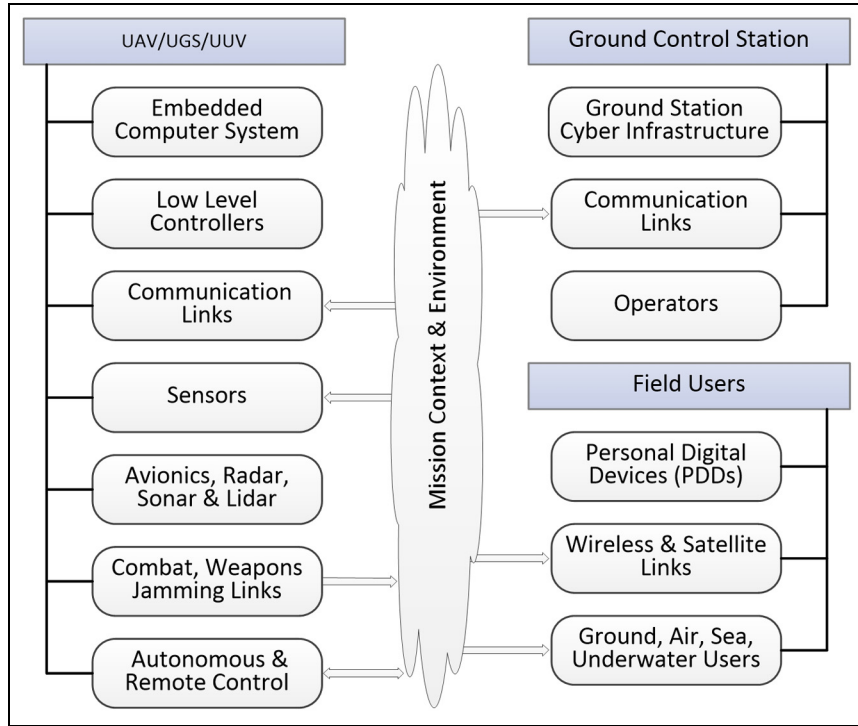 UAV/UGS/UUV
Embedded
Computer System
Low Level
Controllers
Communication
Links
Sensors
Avionics, Radar,
Sonar & Lidar
Combat, Weapons
Jamming Links
Autonomous &
Remote Control
Mission Context & Environment
Ground Control Station
Ground Station
Cyber Infrastructure
Communication
Links
Operators
Field Users
Personal Digital
Devices (PDDs)
Wireless & Satellite
Links
Ground, Air, Sea,
Underwater Users